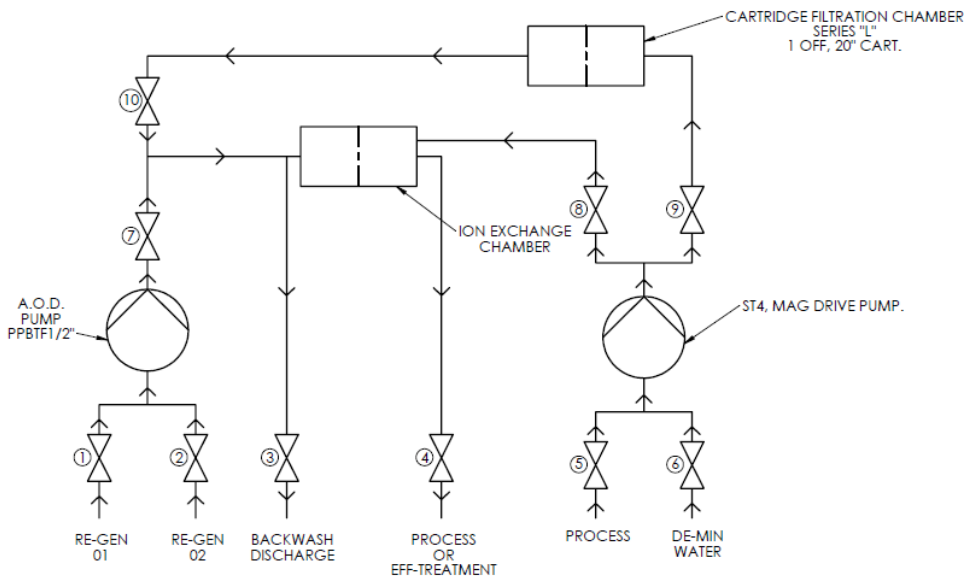 CARTRIDGE FILTRATION CHAMBER
SERIES "L"
1 OFF, 20" CART.
10
ION EXCHANGE
CHAMBER
8
9
7
A.O.D.
PUMP
PPBTF1/2"
ST4, MAG DRIVE PUMP.
1
2
3
4
5
6
RE-GEN
01
RE-GEN
02
BACKWASH
DISCHARGE
PROCESS
OR
EFF-TREATMENT
PROCESS
DE-MIN
WATER